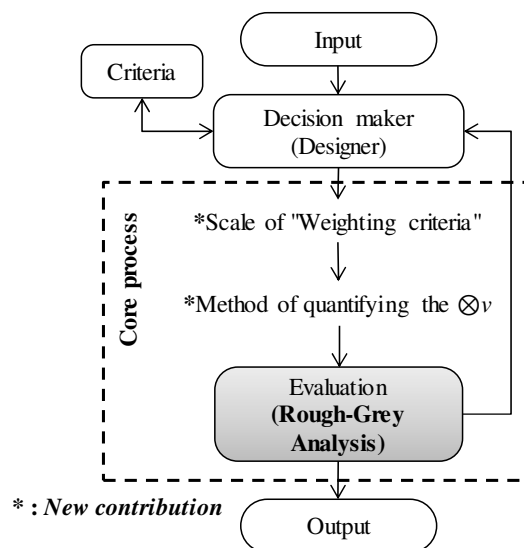 Input
Criteria
Decision maker
(Designer)
*Scale of "Weighting criteria"
Core process
*Method of quantifying the ⊗v
Evaluation
(Rough-Grey
Analysis)
* : New contribution
Output